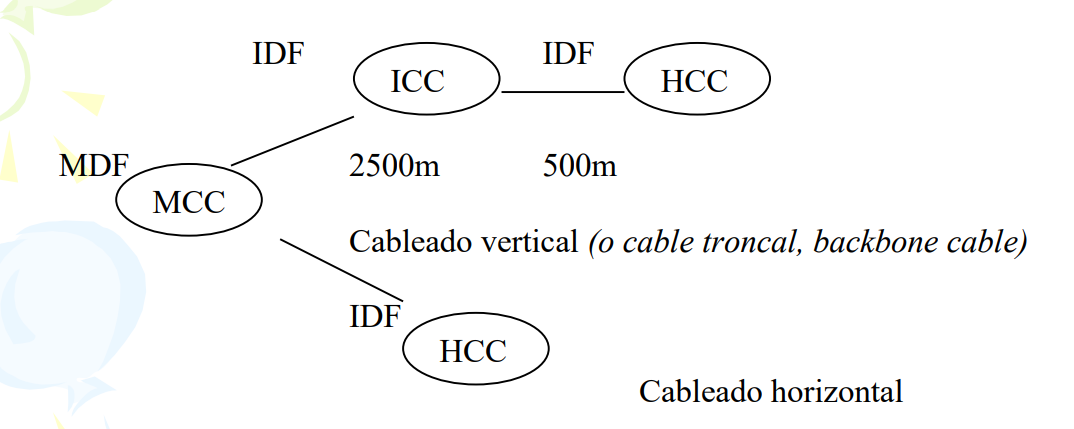 IDF IDF
ICC HCC
MDF 2500m 500m
MCC
Cableado vertical (o cable troncal, backbone cable)
IDF
HCC
Cableado horizontal